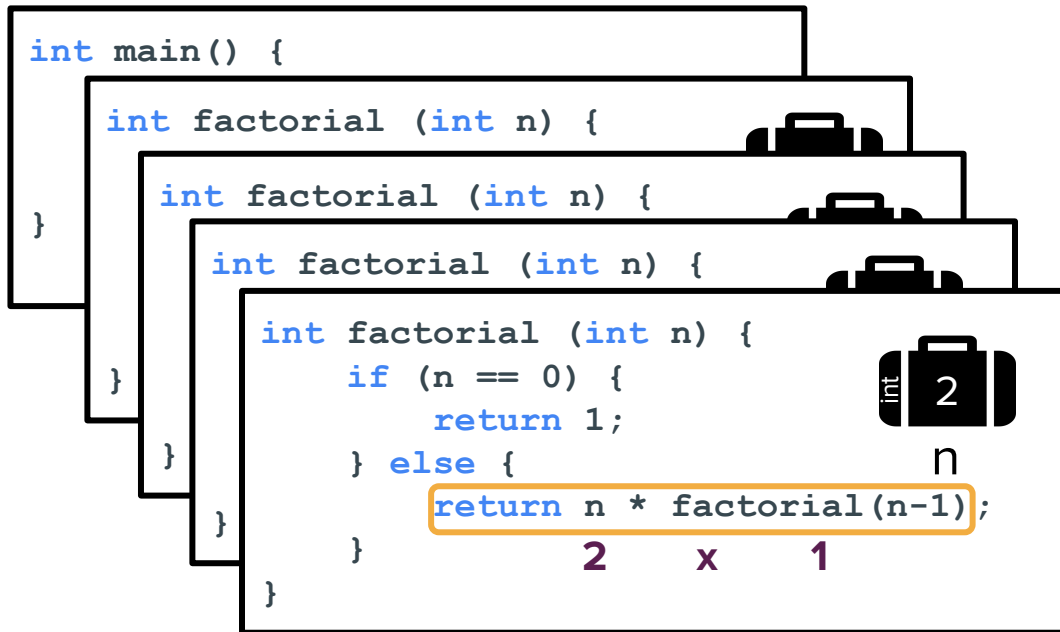 int main() {
}
int factorial (int n) {
}
int factorial (int n) {
}
int factorial (int n) {
}
int factorial (int n) {
if (n == 0) {
return 1;
} else {
return n * factorial(n-1);
2 x 1
}
}
int 2
n